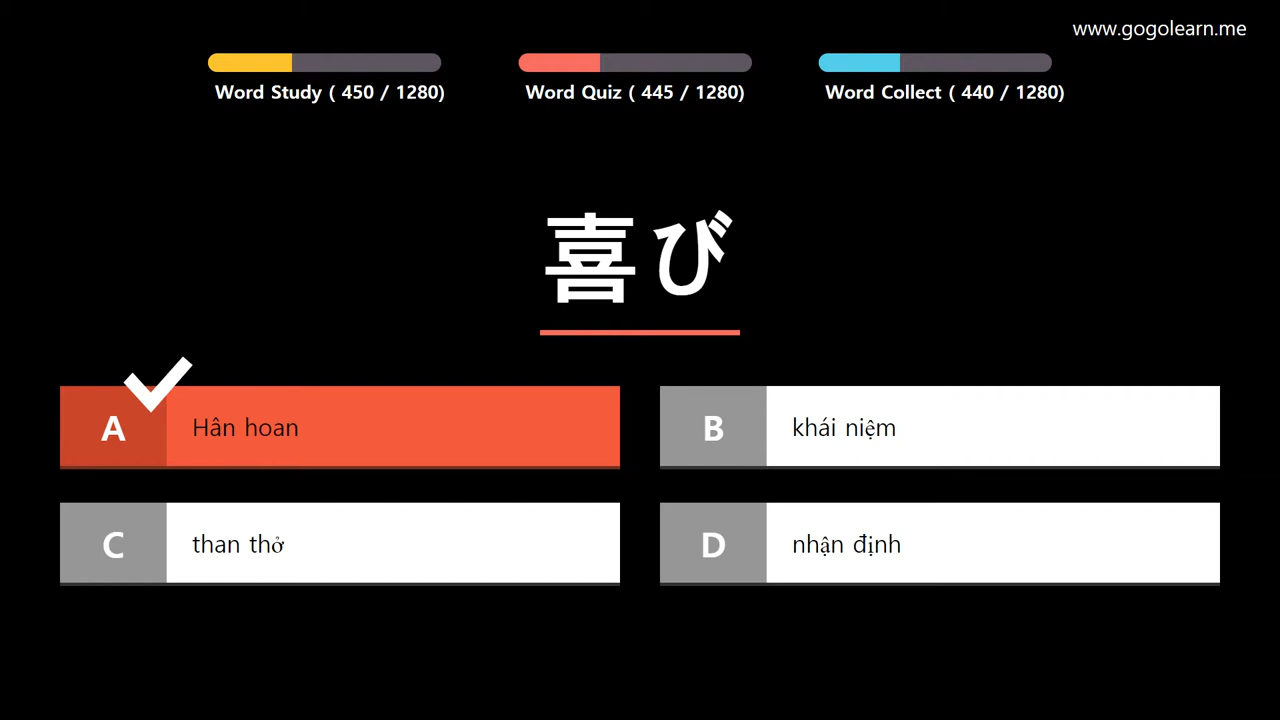 www.gogolearn.me
Word Study ( 450 / 1280)
Word Quiz ( 445 / 1280)
Word Collect ( 440 / 1280)
喜び
A Hân hoan
B khái niệm
C than thở
D nhận định